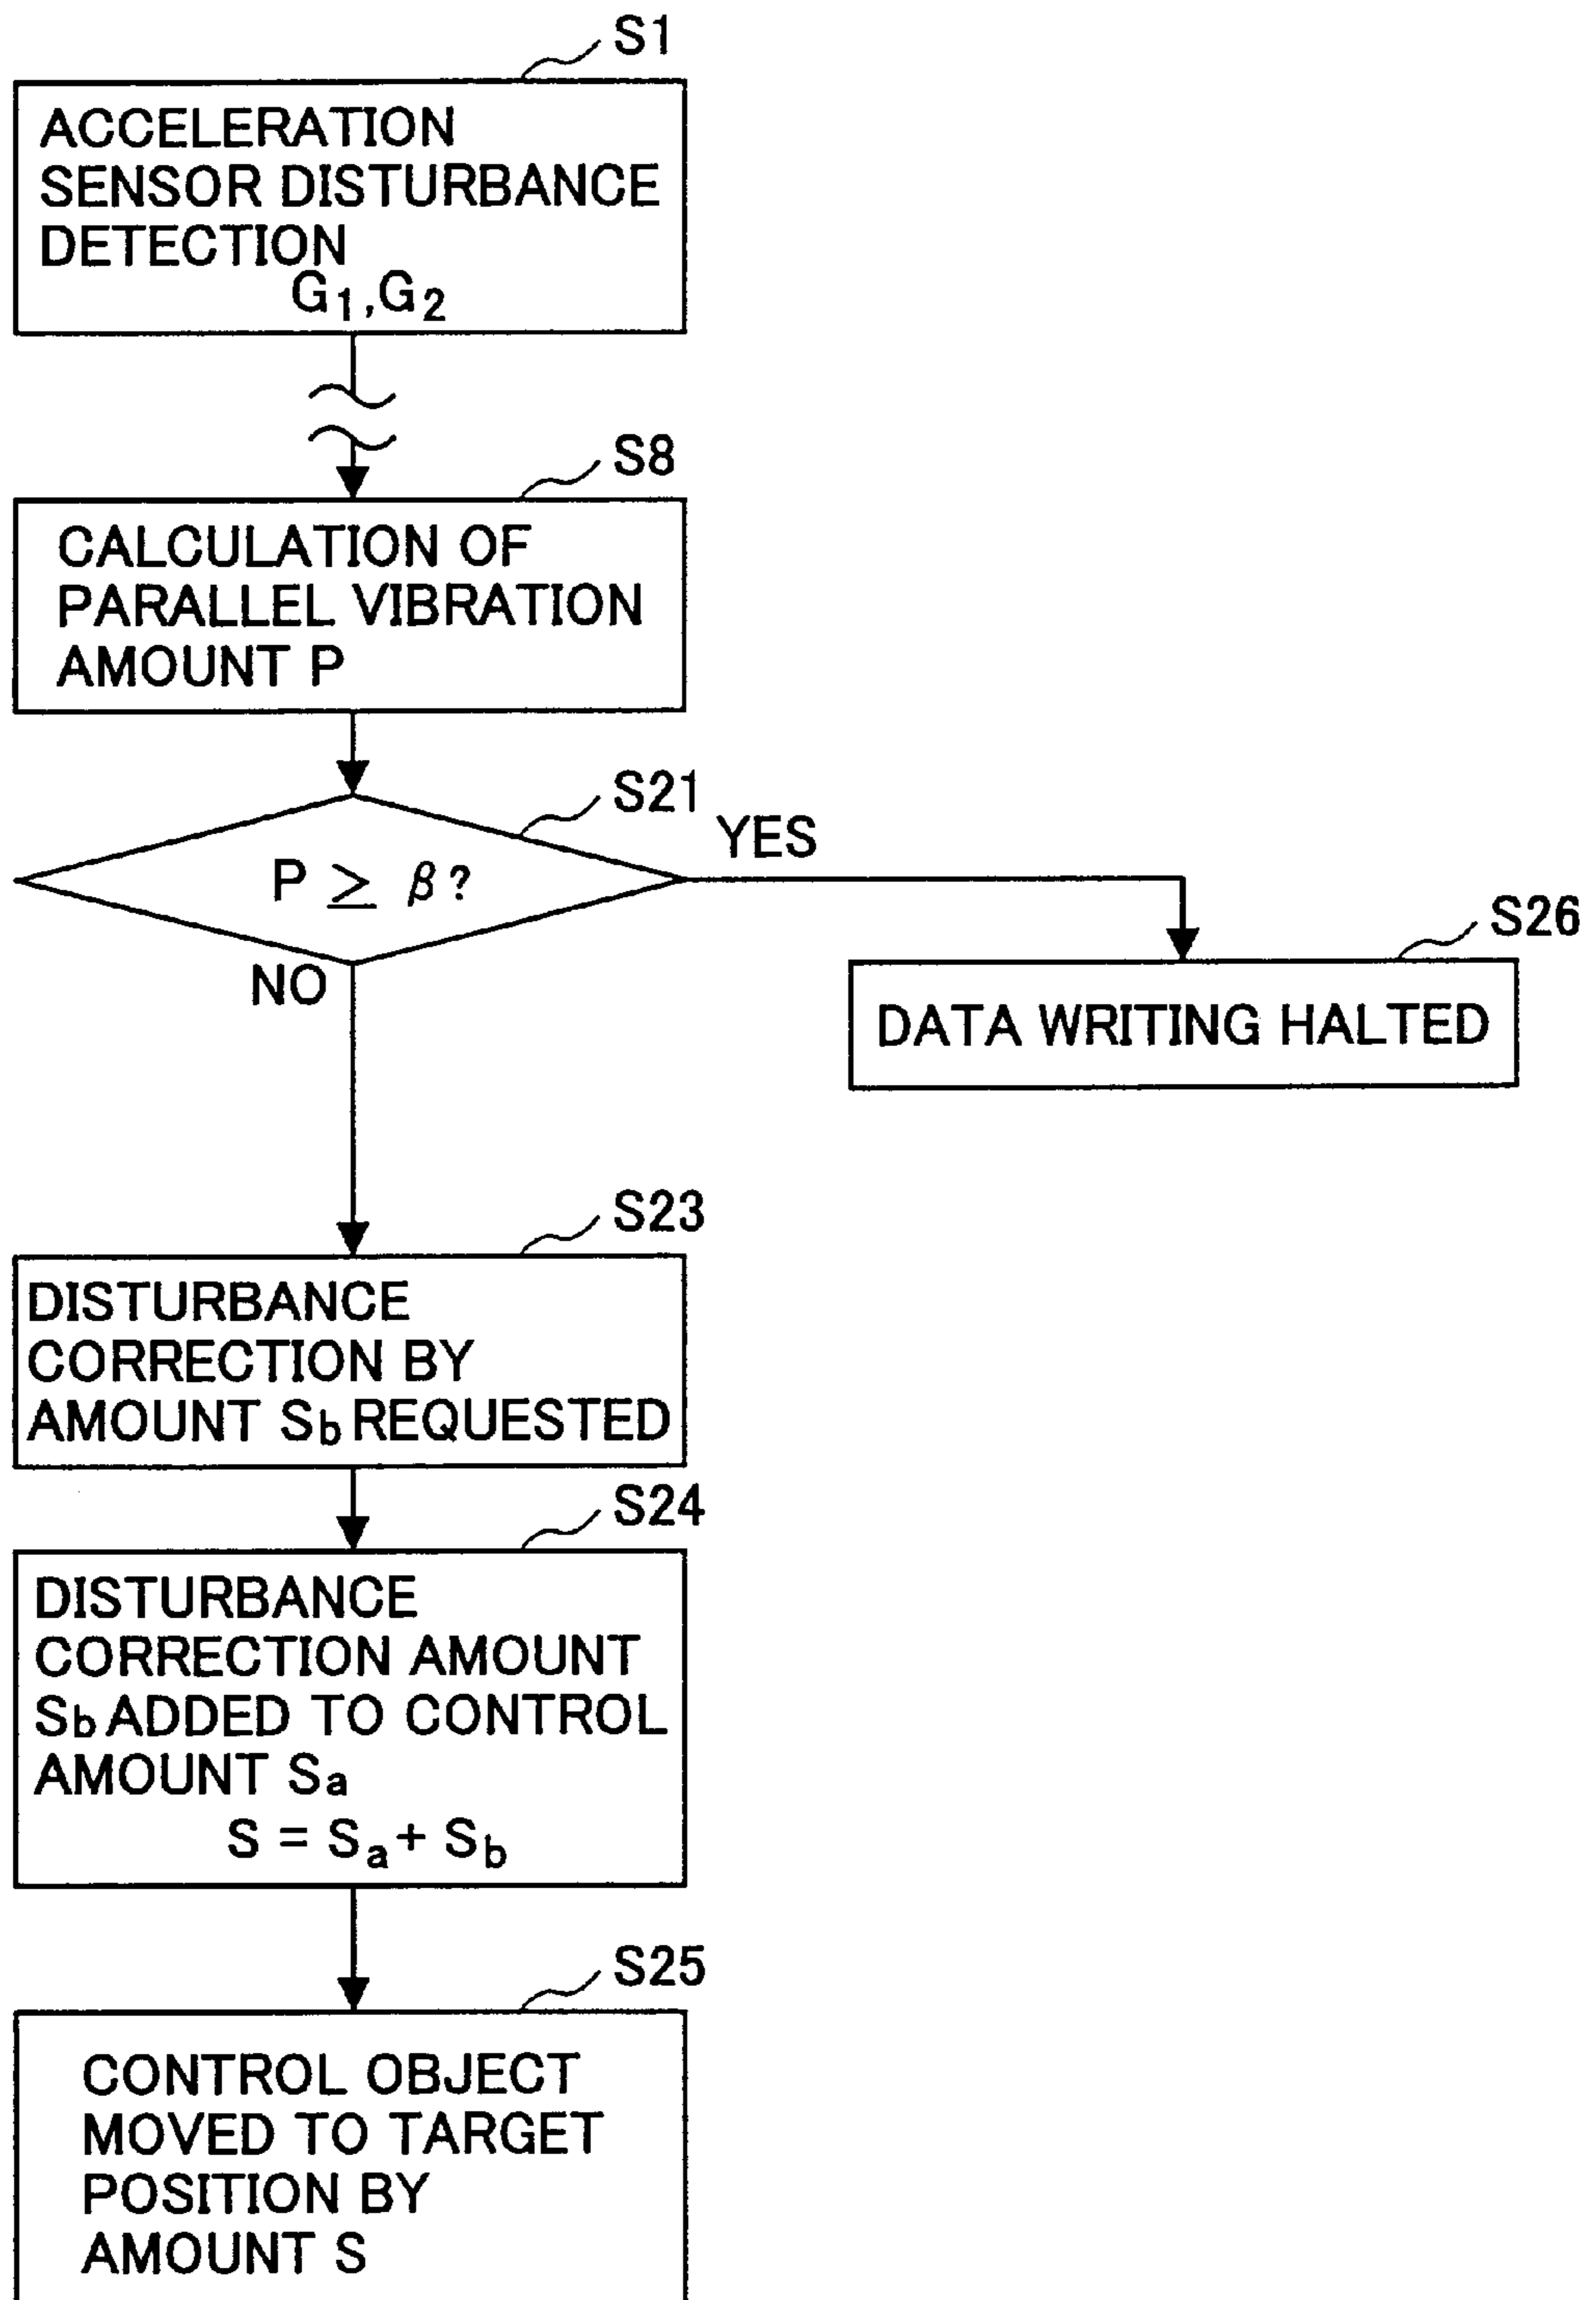 S1
ACCELERATION
SENSOR DISTURBANCE
DETECTION
G1,G2
S8
CALCULATION OF
PARALLEL VIBRATION
AMOUNT P
S21
P ≥ β?
YES
NO
S26
DATA WRITING HALTED
S23
DISTURBANCE
CORRECTION BY
AMOUNT Sb REQUESTED
S24
DISTURBANCE
CORRECTION AMOUNT
Sb ADDED TO CONTROL
AMOUNT Sa
S = Sa + Sb
S25
CONTROL OBJECT
MOVED TO TARGET
POSITION BY
AMOUNT S